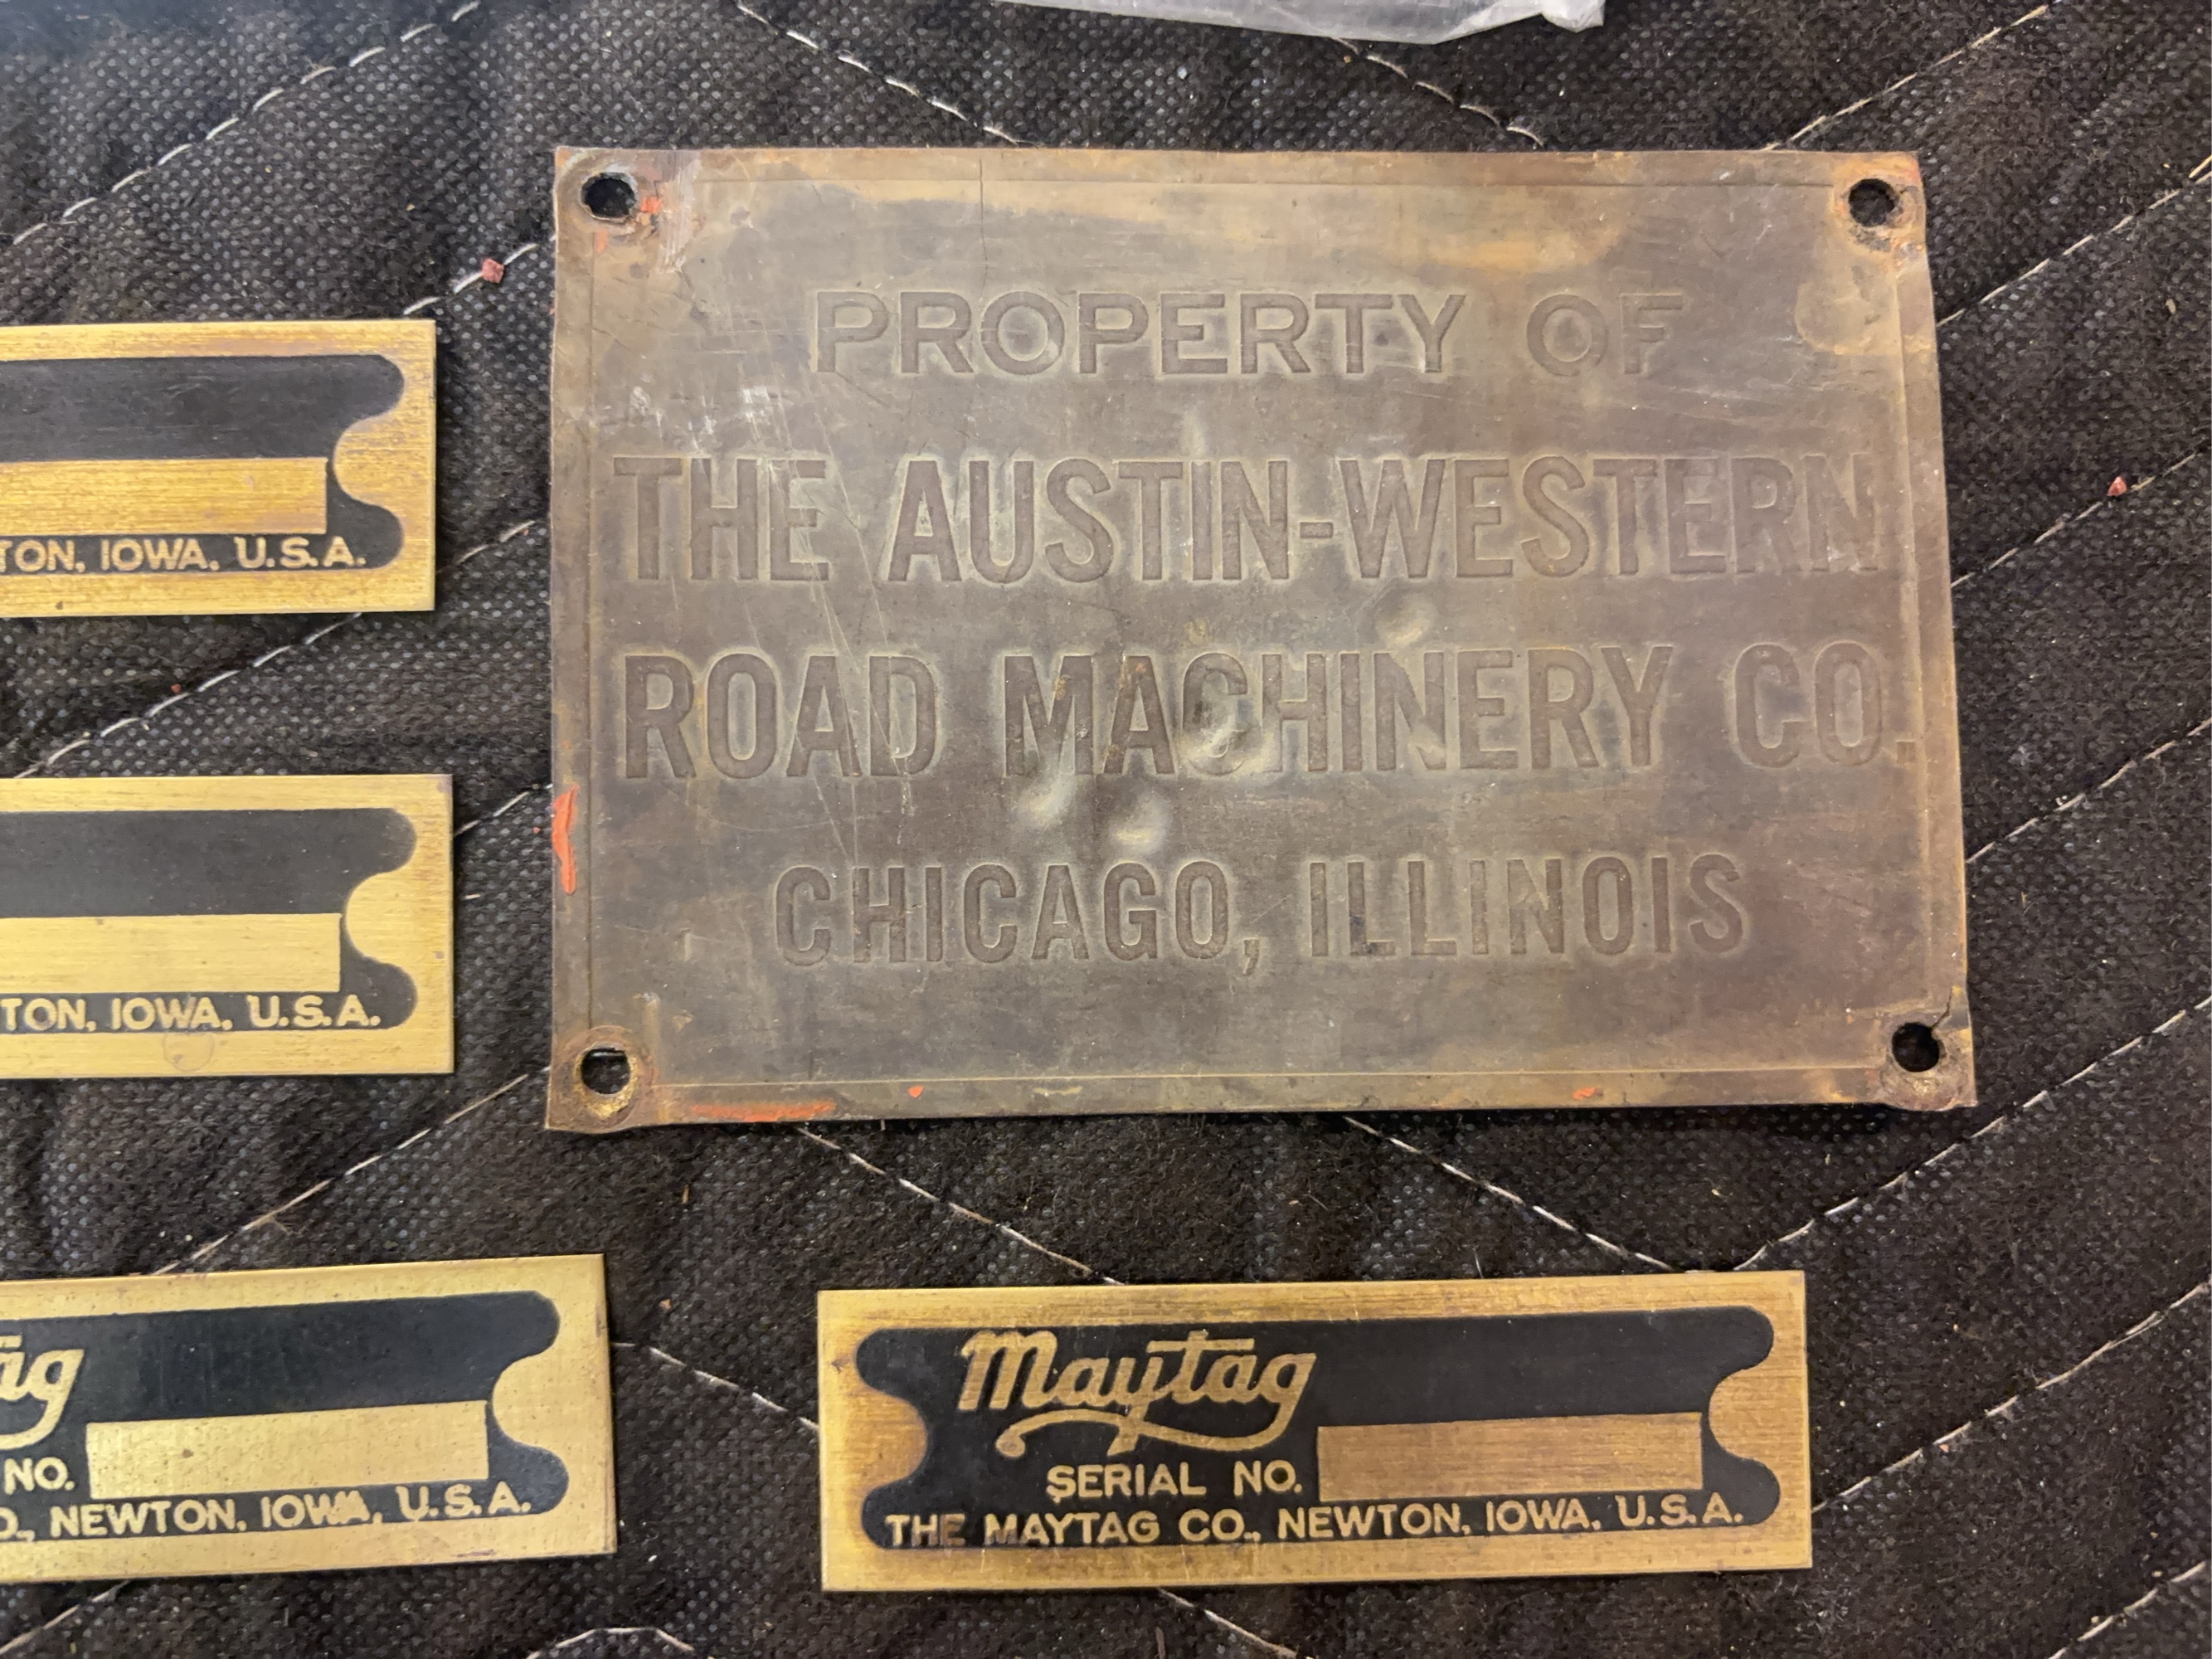 PROPERTY OF
THE AUSTIN-WESTERN
ROAD MACHINERY CO.
CHICAGO, ILLINOIS
TON, IOWA, U.S.A.
TON, IOWA, U.S.A.
ag
NO.
O., NEWTON, IOWA, U.S.A.
Maytag
SERIAL NO.
THE MAYTAG CO., NEWTON, IOWA, U.S.A.